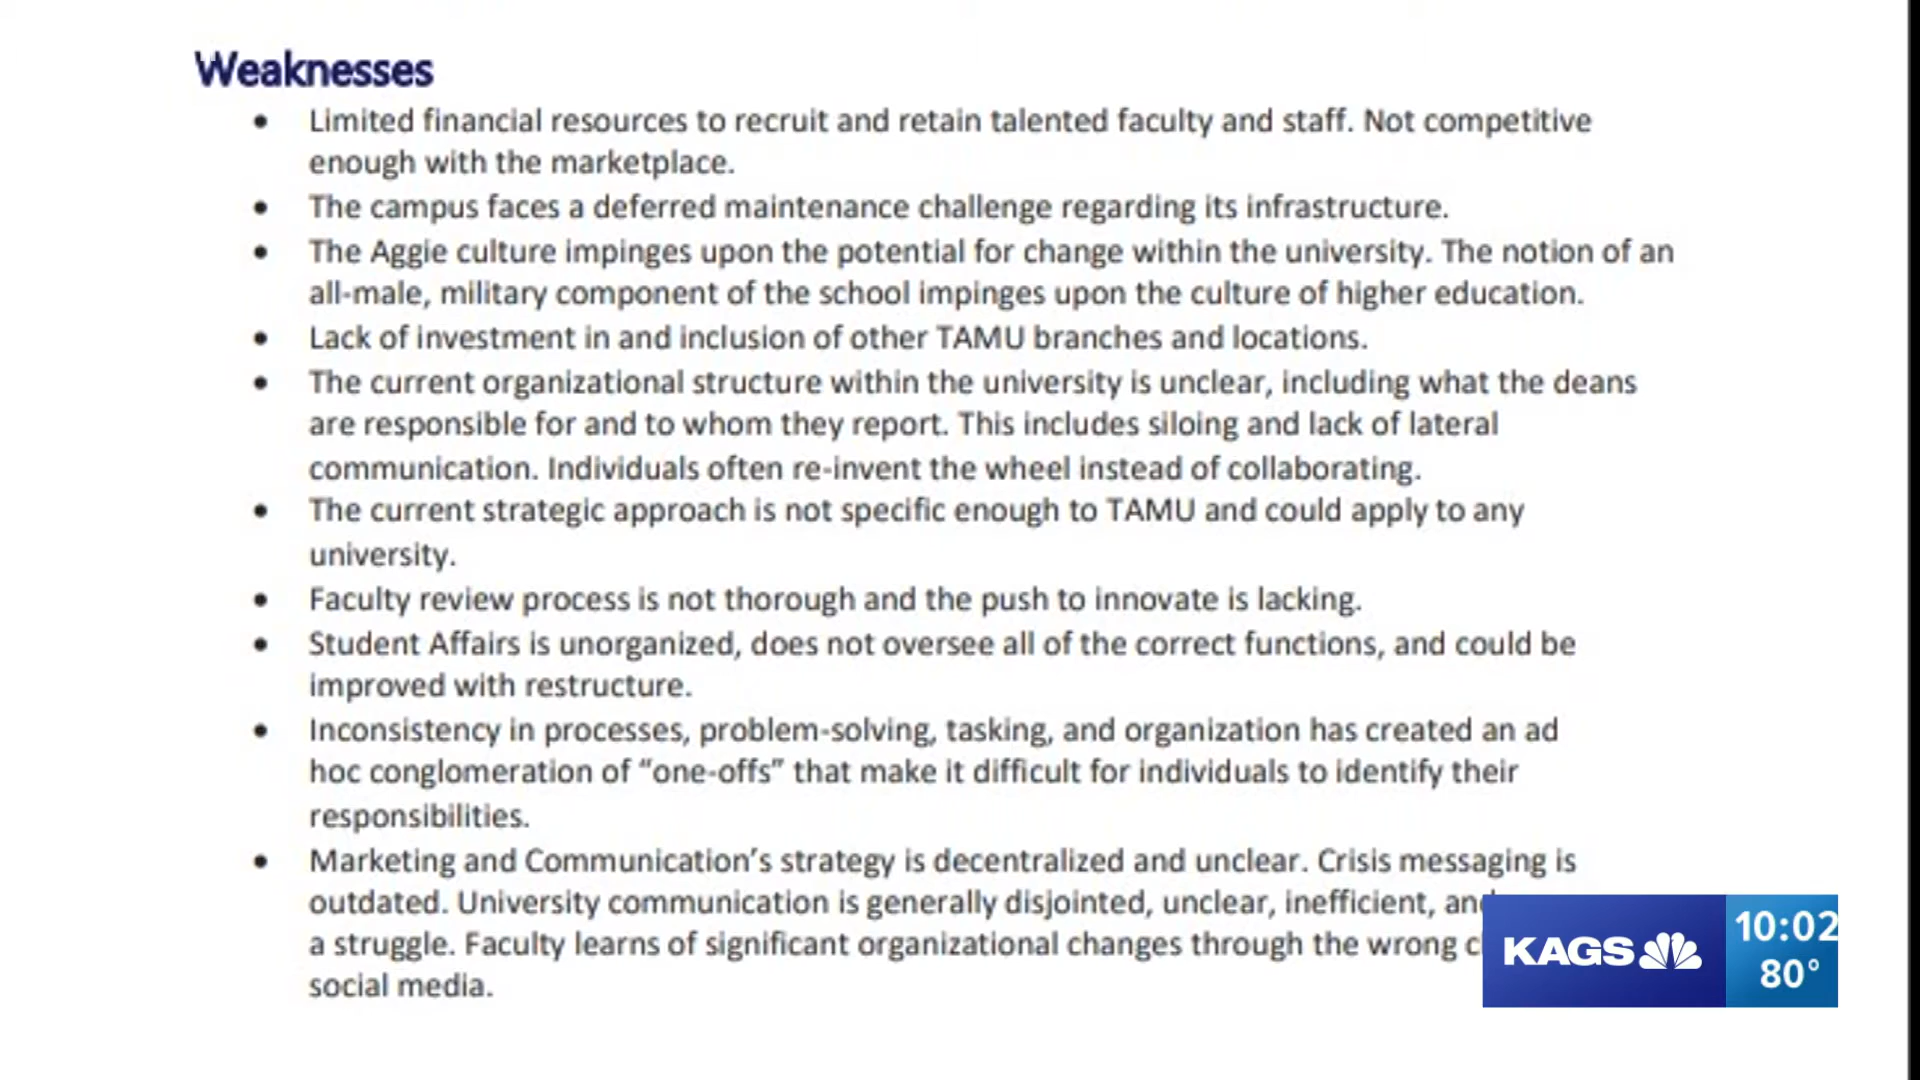 Weaknesses
• Limited financial resources to recruit and retain talented faculty and staff. Not competitive
enough with the marketplace.
• The campus faces a deferred maintenance challenge regarding its infrastructure.
• The Aggie culture impinges upon the potential for change within the university. The notion of an
all-male, military component of the school impinges upon the culture of higher education.
• Lack of investment in and inclusion of other TAMU branches and locations.
• The current organizational structure within the university is unclear, including what the deans
are responsible for and to whom they report. This includes siloing and lack of lateral
communication. Individuals often re-invent the wheel instead of collaborating.
• The current strategic approach is not specific enough to TAMU and could apply to any
university.
• Faculty review process is not thorough and the push to innovate is lacking.
• Student Affairs is unorganized, does not oversee all of the correct functions, and could be
improved with restructure.
• Inconsistency in processes, problem-solving, tasking, and organization has created an ad
hoc conglomeration of “one-offs” that make it difficult for individuals to identify their
responsibilities.
• Marketing and Communication’s strategy is decentralized and unclear. Crisis messaging is
outdated. University communication is generally disjointed, unclear, inefficient,
a struggle. Faculty learns of significant organizational changes through the wrong
social media.
KAGS
10:02
80°